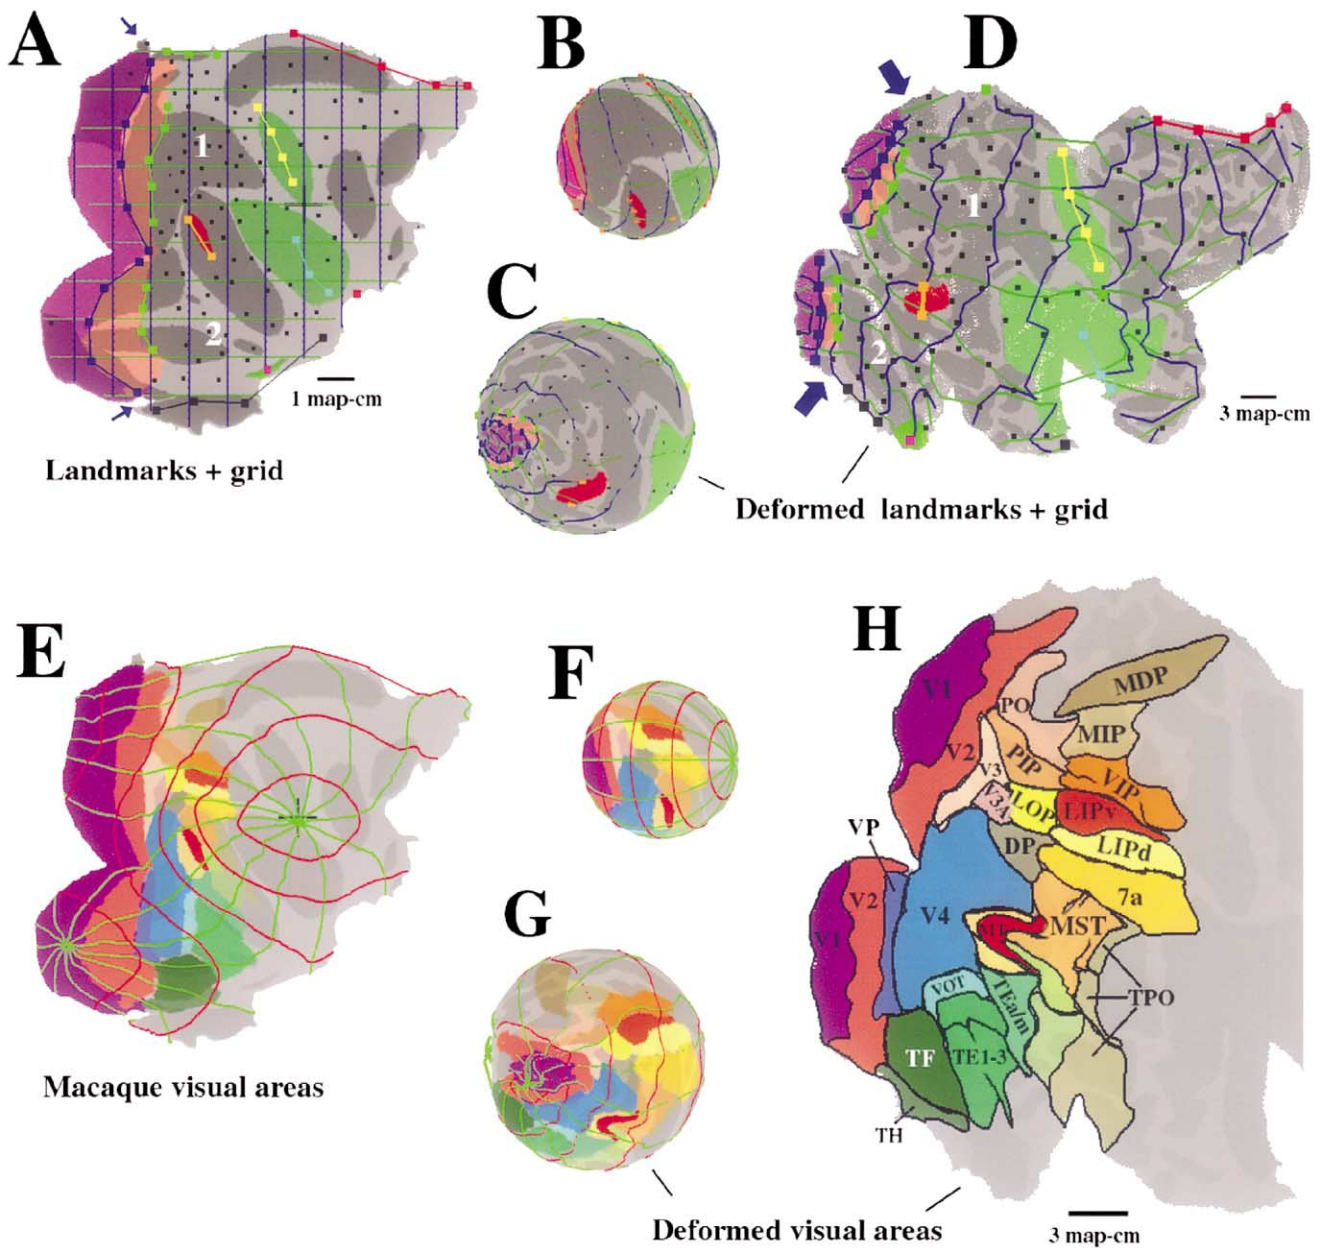 A
B
D
1
2
1 map-cm
Landmarks + grid
C
1
2
3 map-cm
Deformed landmarks + grid
E
F
H
V1
PO
MDP
MIP
V2
V3
PIP
VIP
V3A
LOP
LIPv
VP
DP
LIPd
7a
G
V1
V2
V4
MT
MST
VOT
TEa/m
TPO
TF
TE1-3
TH
Macaque visual areas
Deformed visual areas
3 map-cm